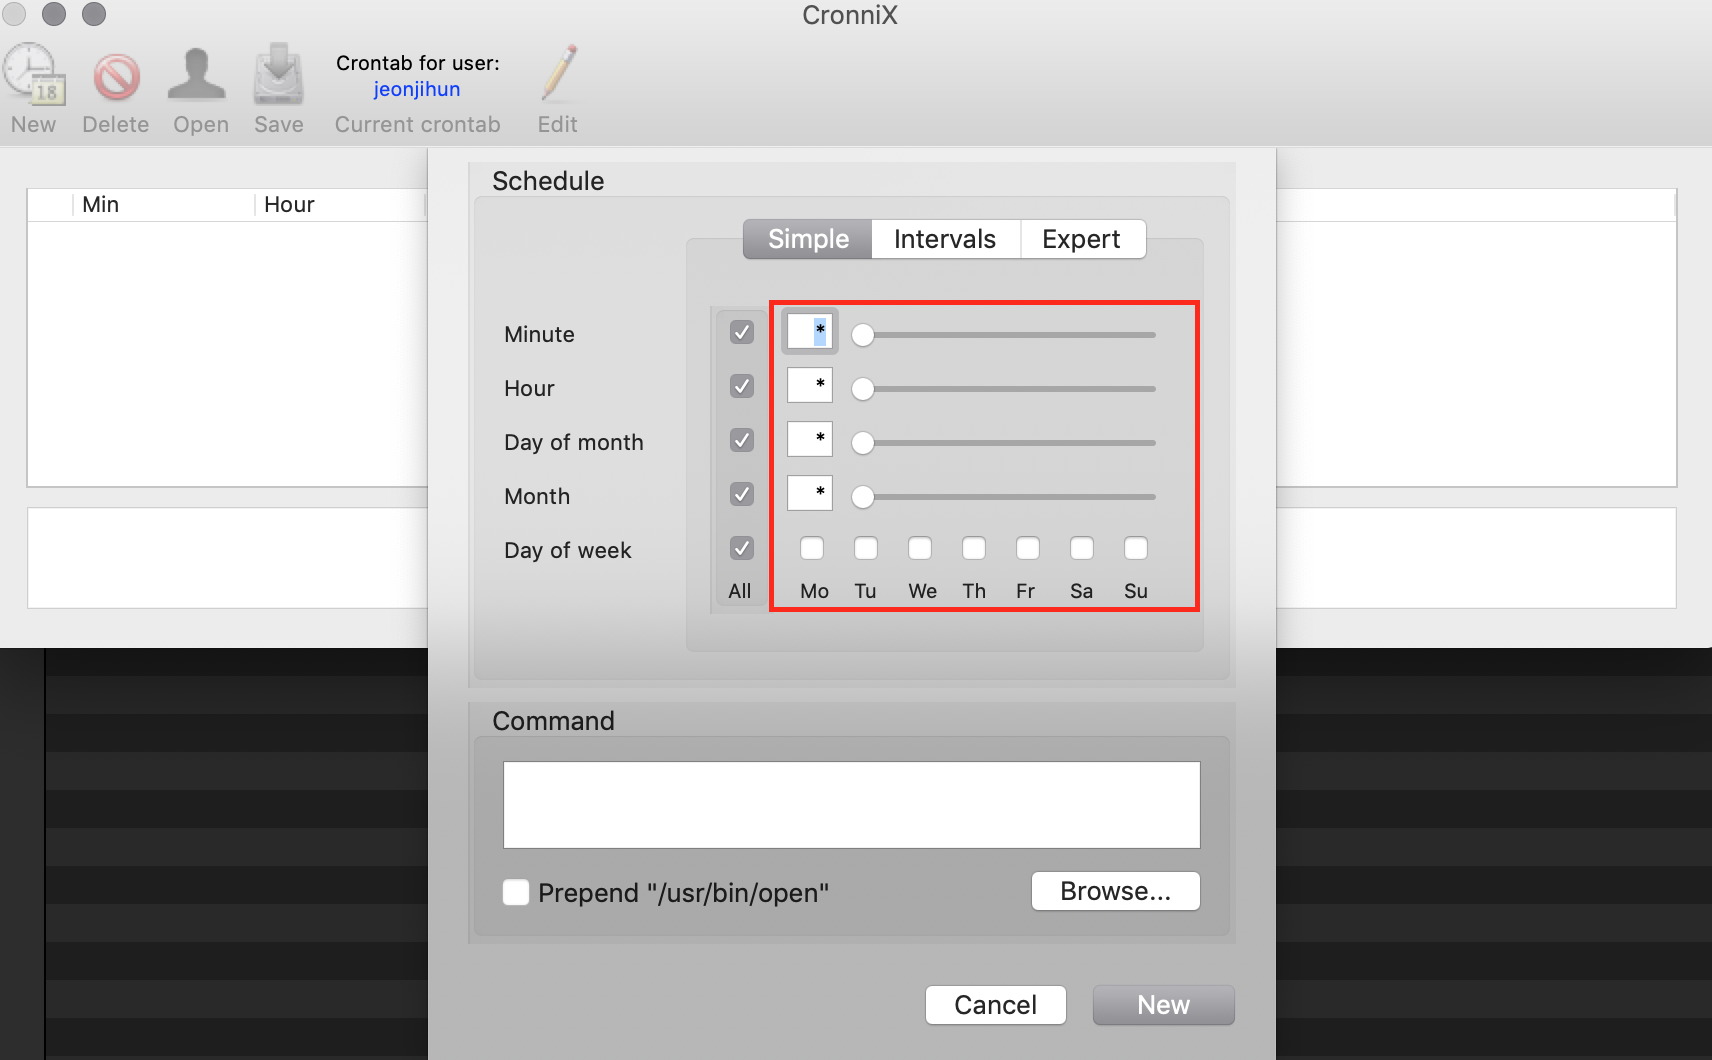 CronniX
18
Crontab for user:
jeonjihun
New Delete Open Save Current crontab Edit
Min Hour
Schedule
Simple Intervals Expert
Minute *
Hour *
Day of month *
Month *
Day of week
All Mo Tu We Th Fr Sa Su
Command
Prepend "/usr/bin/open" Browse...
Cancel New